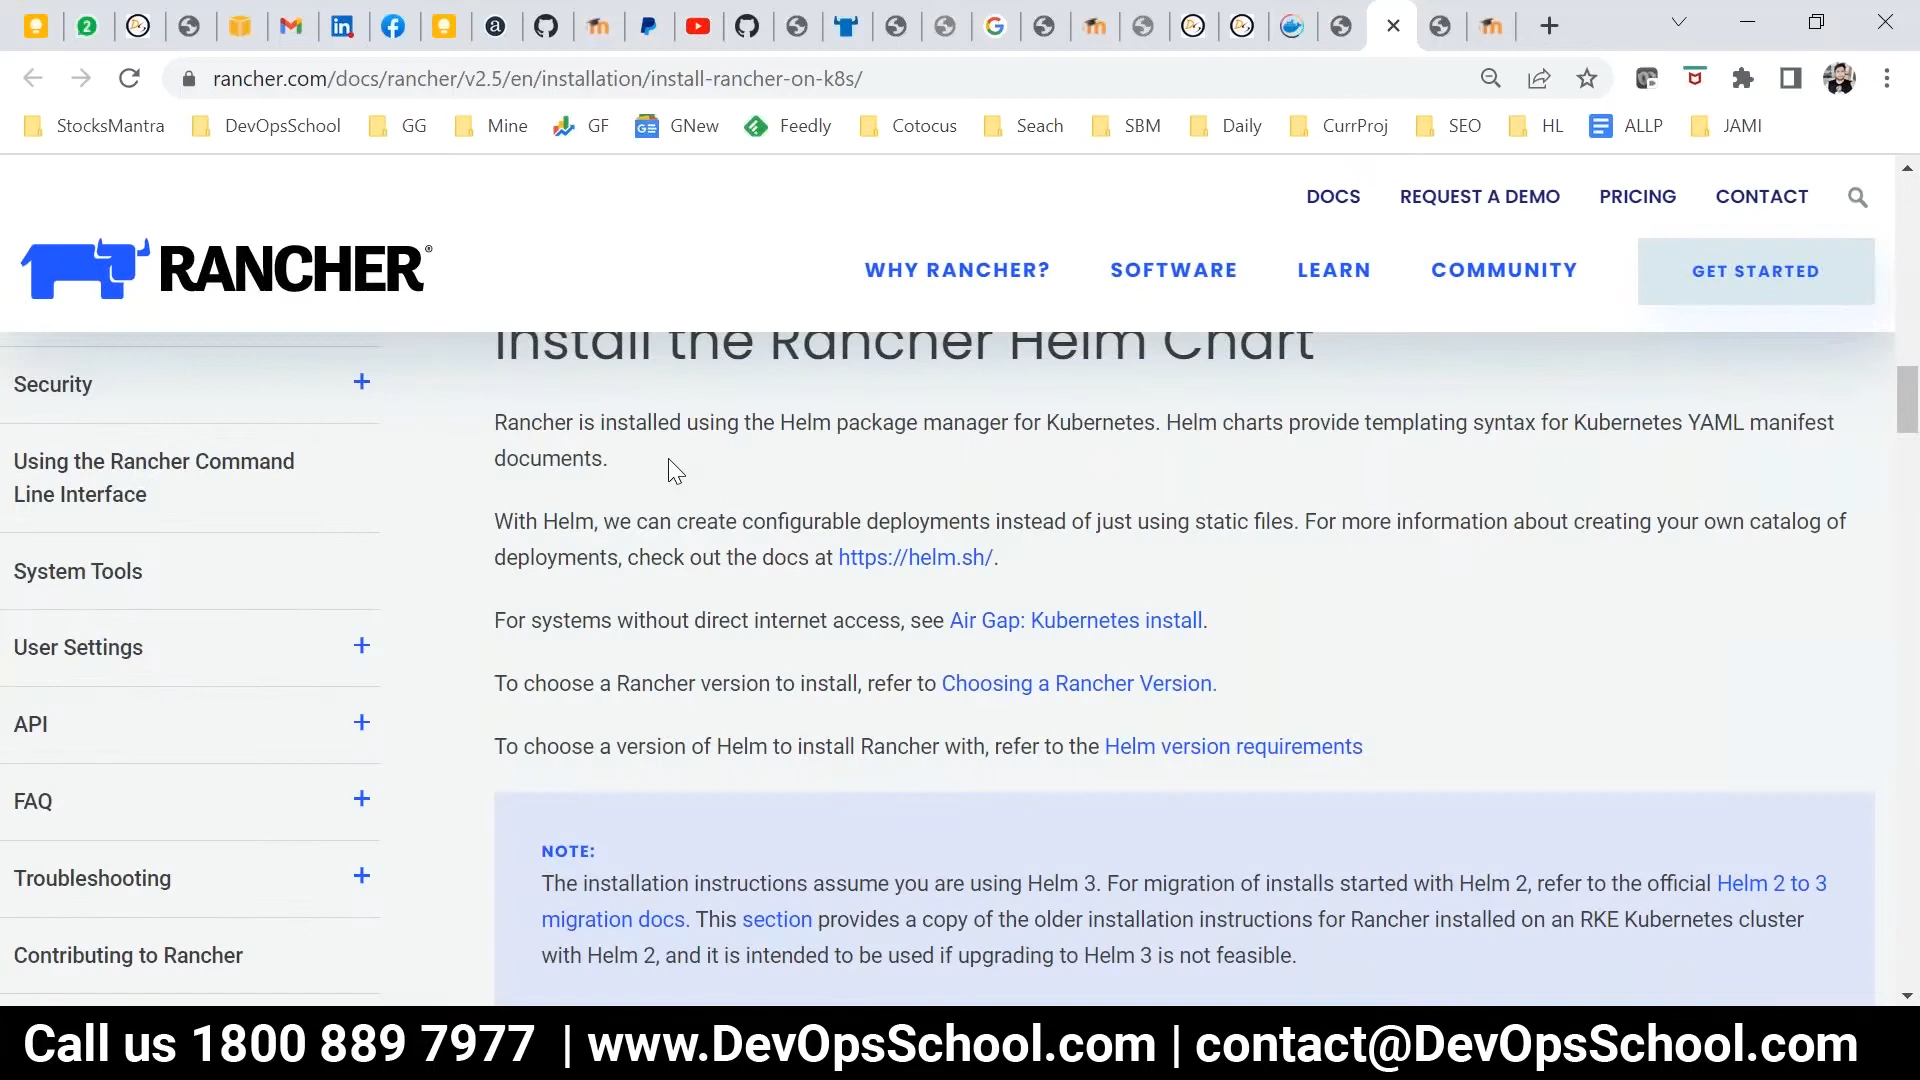 2
rancher.com/docs/rancher/v2.5/en/installation/install-rancher-on-k8s/
StocksMantra DevOpsSchool GG Mine GF GNew Feedly Cotocus Seach SBM Daily CurrProj SEO HL ALLP JAMI
DOCS REQUEST A DEMO PRICING CONTACT
RANCHER®
WHY RANCHER? SOFTWARE LEARN COMMUNITY GET STARTED
Install the Rancher Helm Chart
Security +
Rancher is installed using the Helm package manager for Kubernetes. Helm charts provide templating syntax for Kubernetes YAML manifest
documents.
Using the Rancher Command
Line Interface
With Helm, we can create configurable deployments instead of just using static files. For more information about creating your own catalog of
deployments, check out the docs at https://helm.sh/.
System Tools
For systems without direct internet access, see Air Gap: Kubernetes install.
User Settings +
To choose a Rancher version to install, refer to Choosing a Rancher Version.
API +
To choose a version of Helm to install Rancher with, refer to the Helm version requirements
FAQ +
NOTE:
The installation instructions assume you are using Helm 3. For migration of installs started with Helm 2, refer to the official Helm 2 to 3
migration docs. This section provides a copy of the older installation instructions for Rancher installed on an RKE Kubernetes cluster
with Helm 2, and it is intended to be used if upgrading to Helm 3 is not feasible.
Troubleshooting +
Contributing to Rancher
Call us 1800 889 7977 | www.DevOpsSchool.com | contact@DevOpsSchool.com